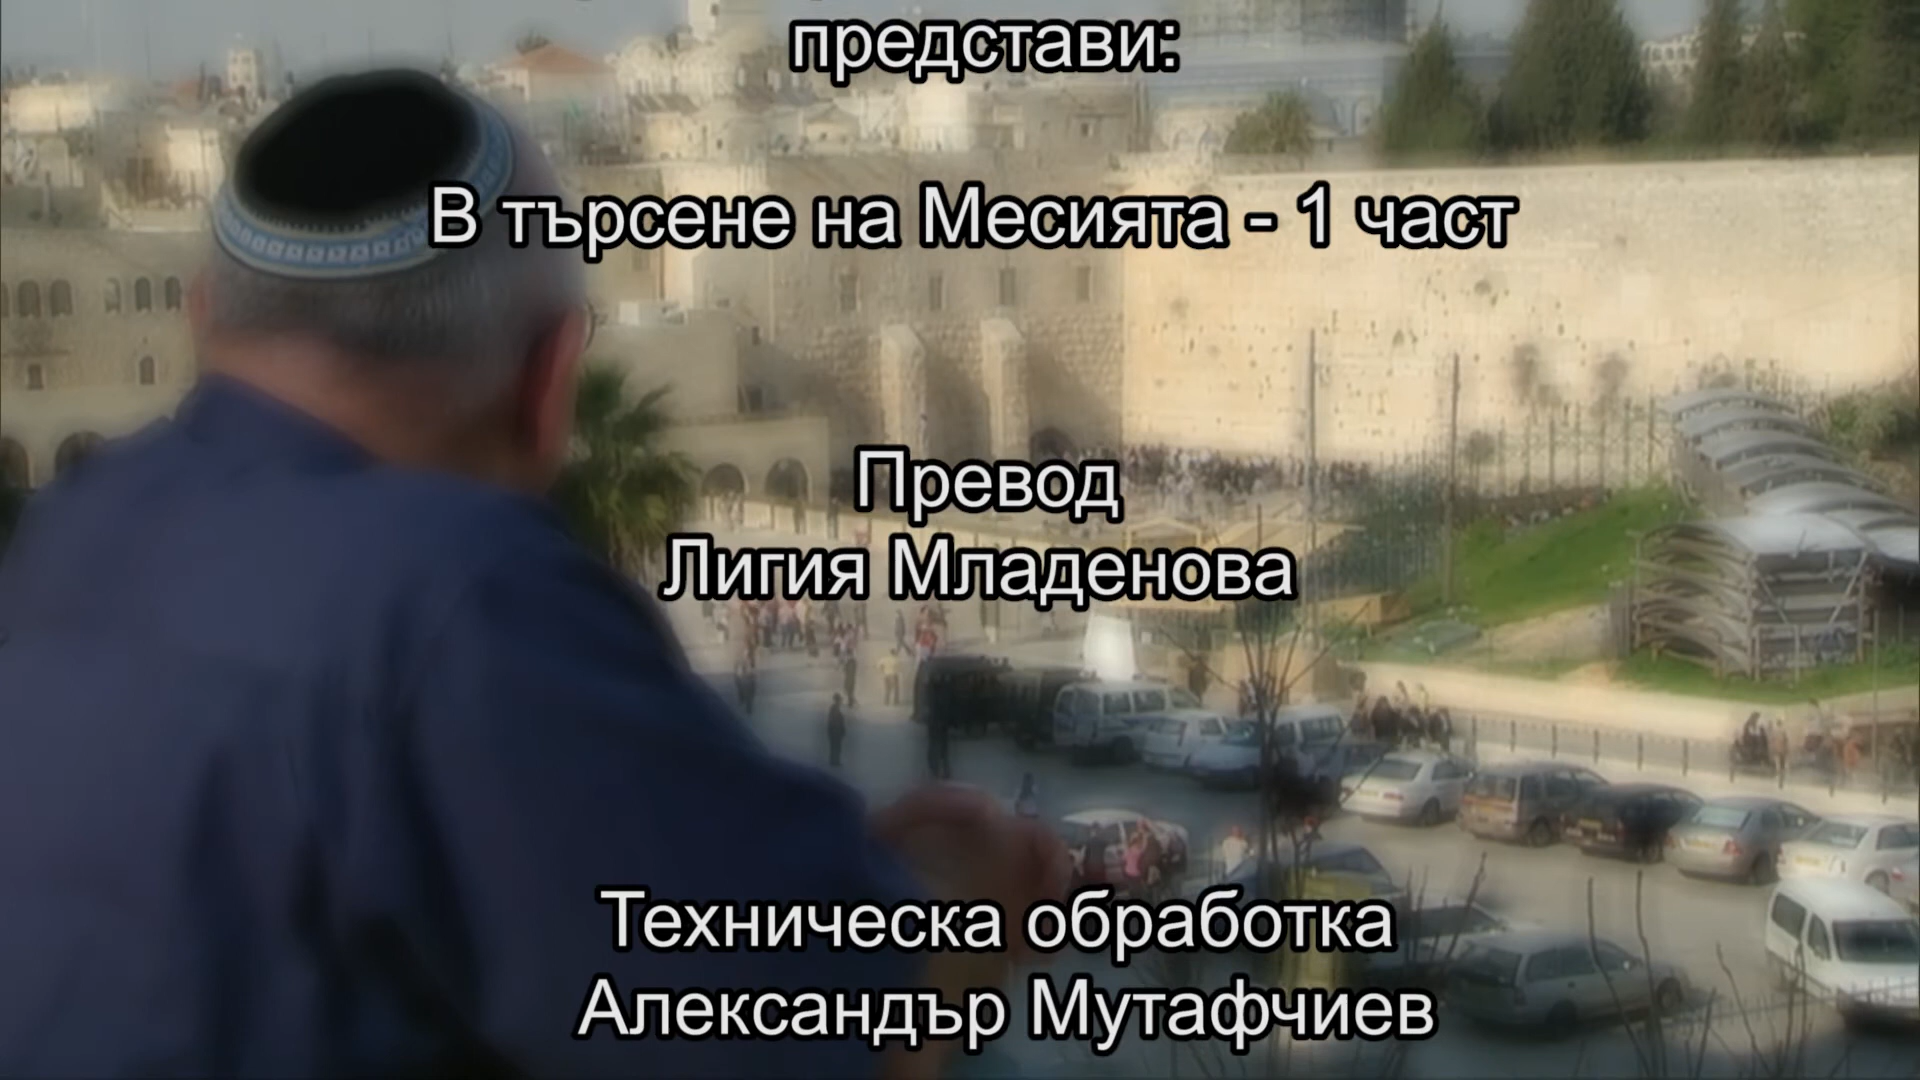 представи:
В търсене на Месията - 1 част
Превод
Лигия Младенова
Техническа обработка
Александър Мутафчиев